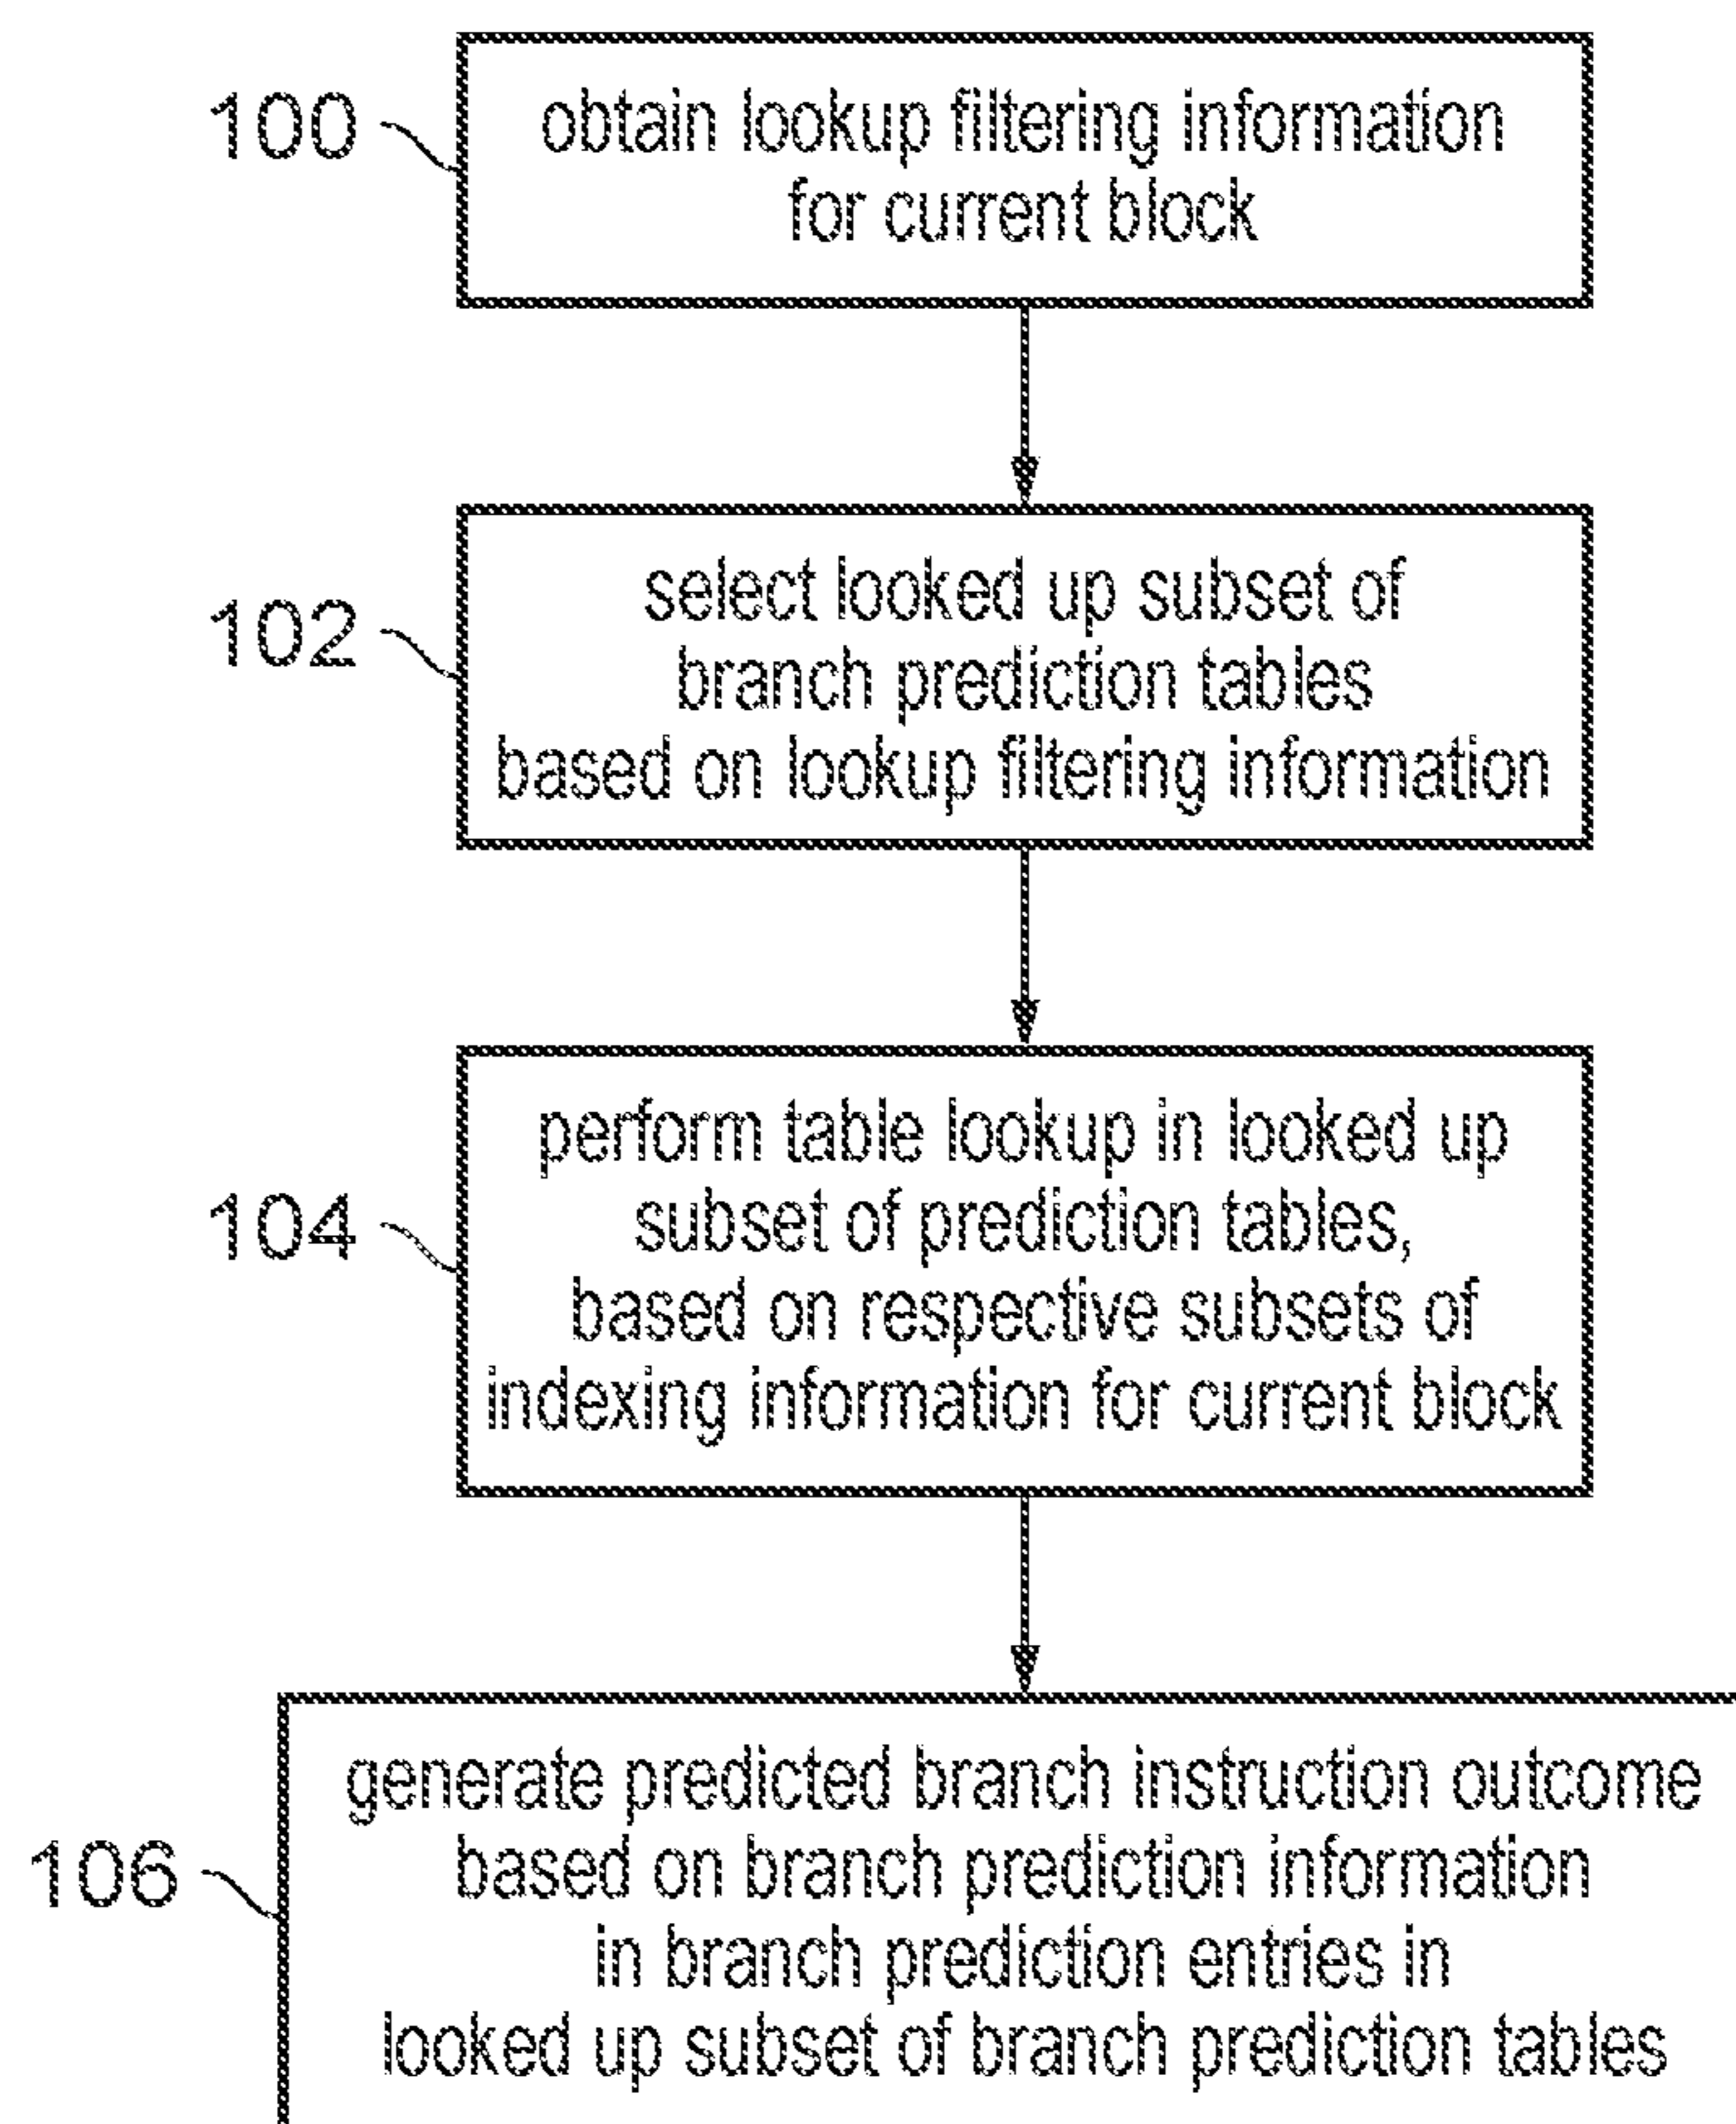 100
obtain lookup filtering information
for current block
102
select looked up subset of
branch prediction tables
based on lookup filtering information
104
perform table lookup in looked up
subset of prediction tables,
based on respective subsets of
indexing information for current block
106
generate predicted branch instruction outcome
based on branch prediction information
in branch prediction entries in
looked up subset of branch prediction tables